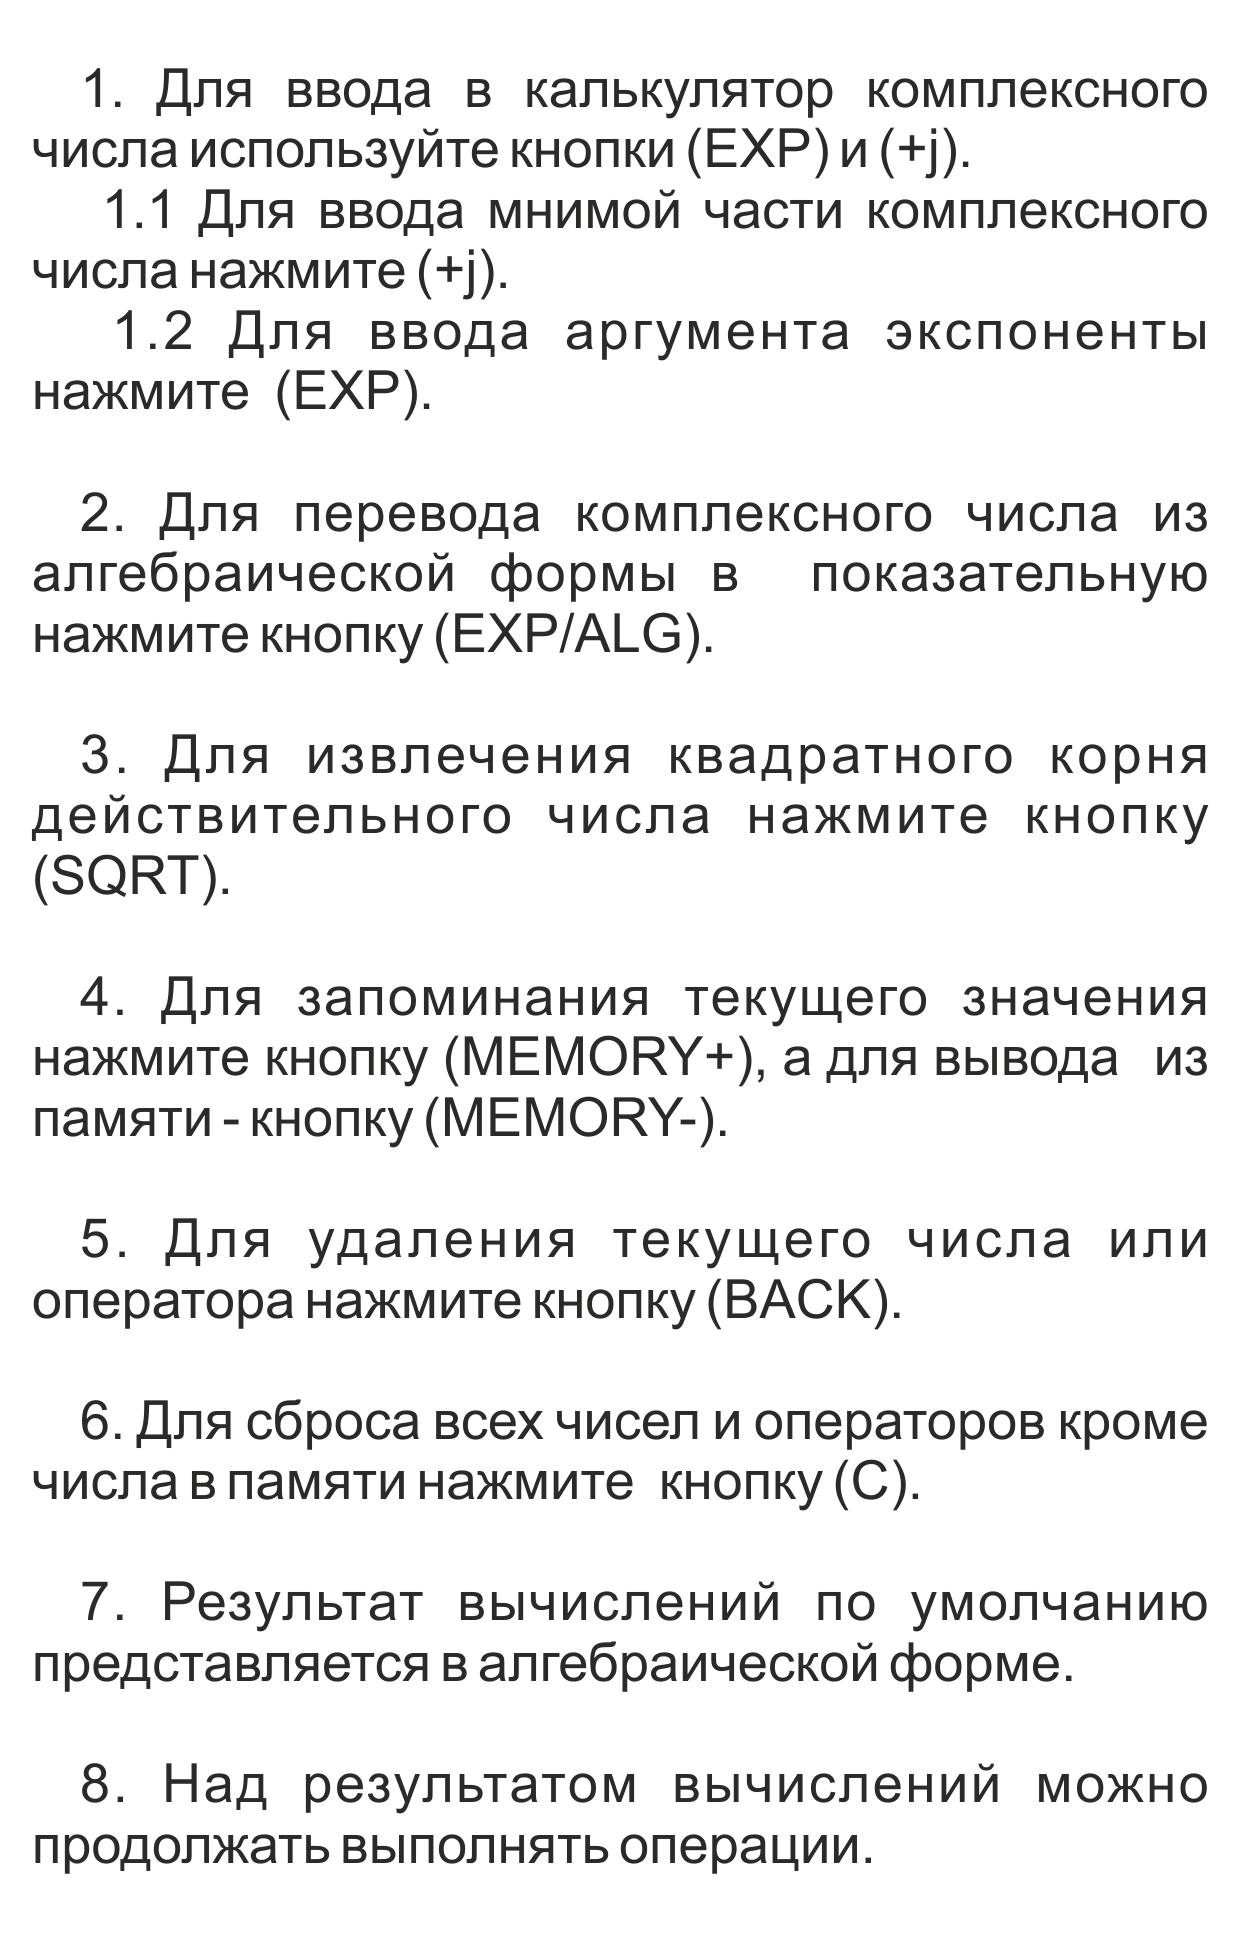 1. Для ввода в калькулятор комплексного
числа используйте кнопки (EXP) и (+j).
1.1 Для ввода мнимой части комплексного
числа нажмите (+j).
1.2 Для ввода аргумента экспоненты
нажмите (EXP).
2. Для перевода комплексного числа из
алгебраической формы в показательную
нажмите кнопку (EXP/ALG).
3. Для извлечения квадратного корня
действительного числа нажмите кнопку
(SQRT).
4. Для запоминания текущего значения
нажмите кнопку (MEMORY+), а для вывода из
памяти - кнопку (MEMORY-).
5. Для удаления текущего числа или
оператора нажмите кнопку (BACK).
6. Для сброса всех чисел и операторов кроме
числа в памяти нажмите кнопку (C).
7. Результат вычислений по умолчанию
представляется в алгебраической форме.
8. Над результатом вычислений можно
продолжать выполнять операции.